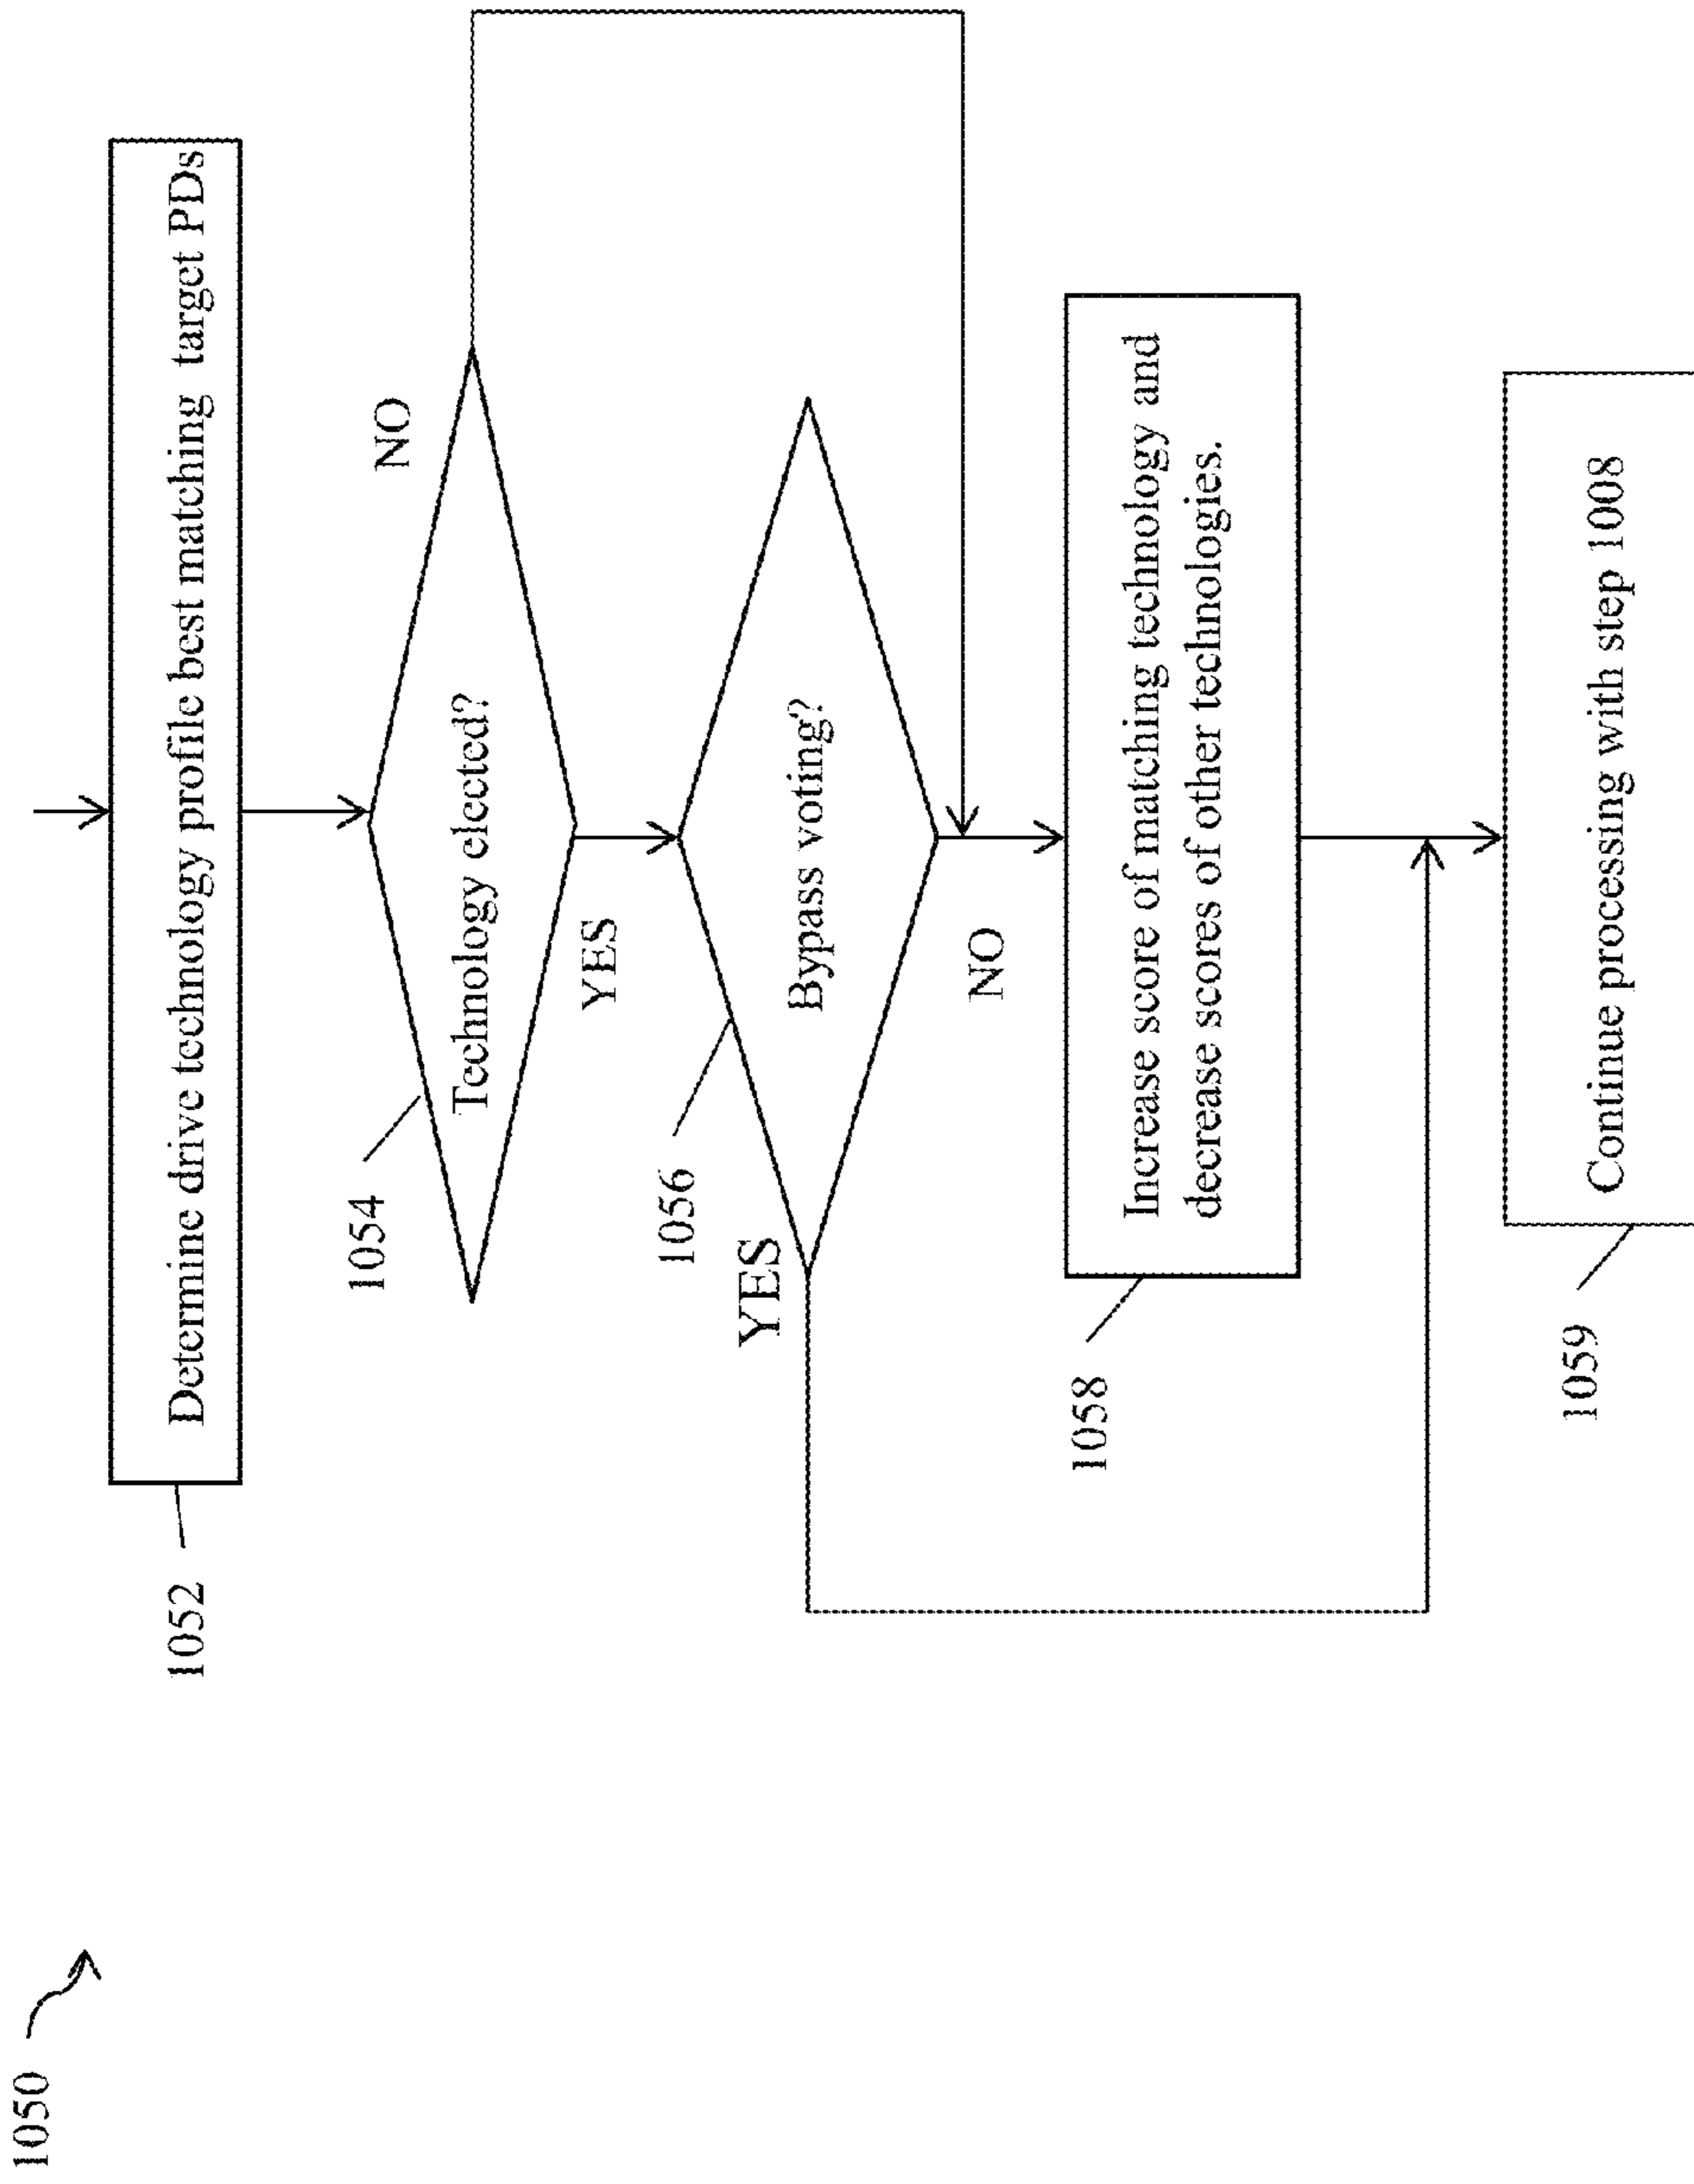 1050
1052
Determine drive technology profile best matching target PDs
1054
Technology elected?
NO
YES
1056
Bypass voting?
YES
NO
1058
Increase score of matching technology and
decrease scores of other technologies.
1059
Continue processing with step 1008